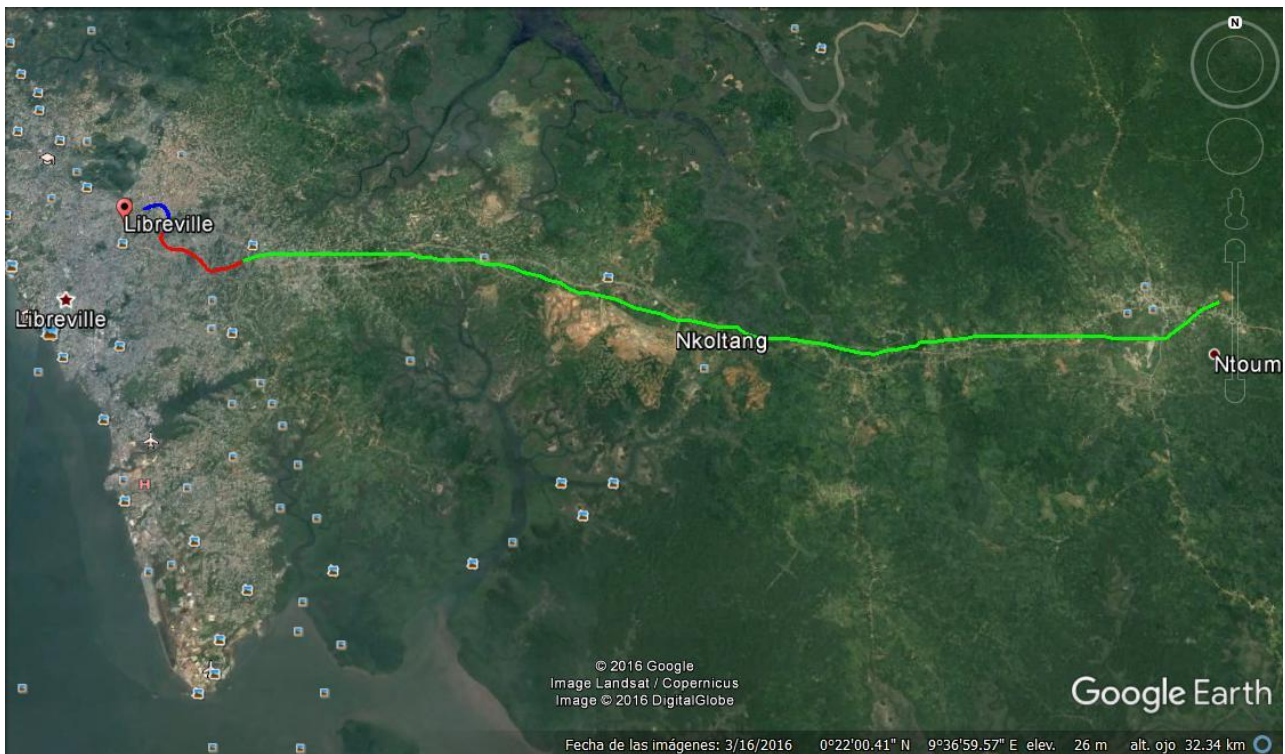 N
Libreville
Libreville
Nkoltang
Ntoum
H
© 2016 Google
Image Landsat / Copernicus
Image © 2016 DigitalGlobe
Google Earth
Fecha de las imágenes: 3/16/2016 0°22'00.41" N 9°36'59.57" E elev. 26 m alt. ojo 32.34 km